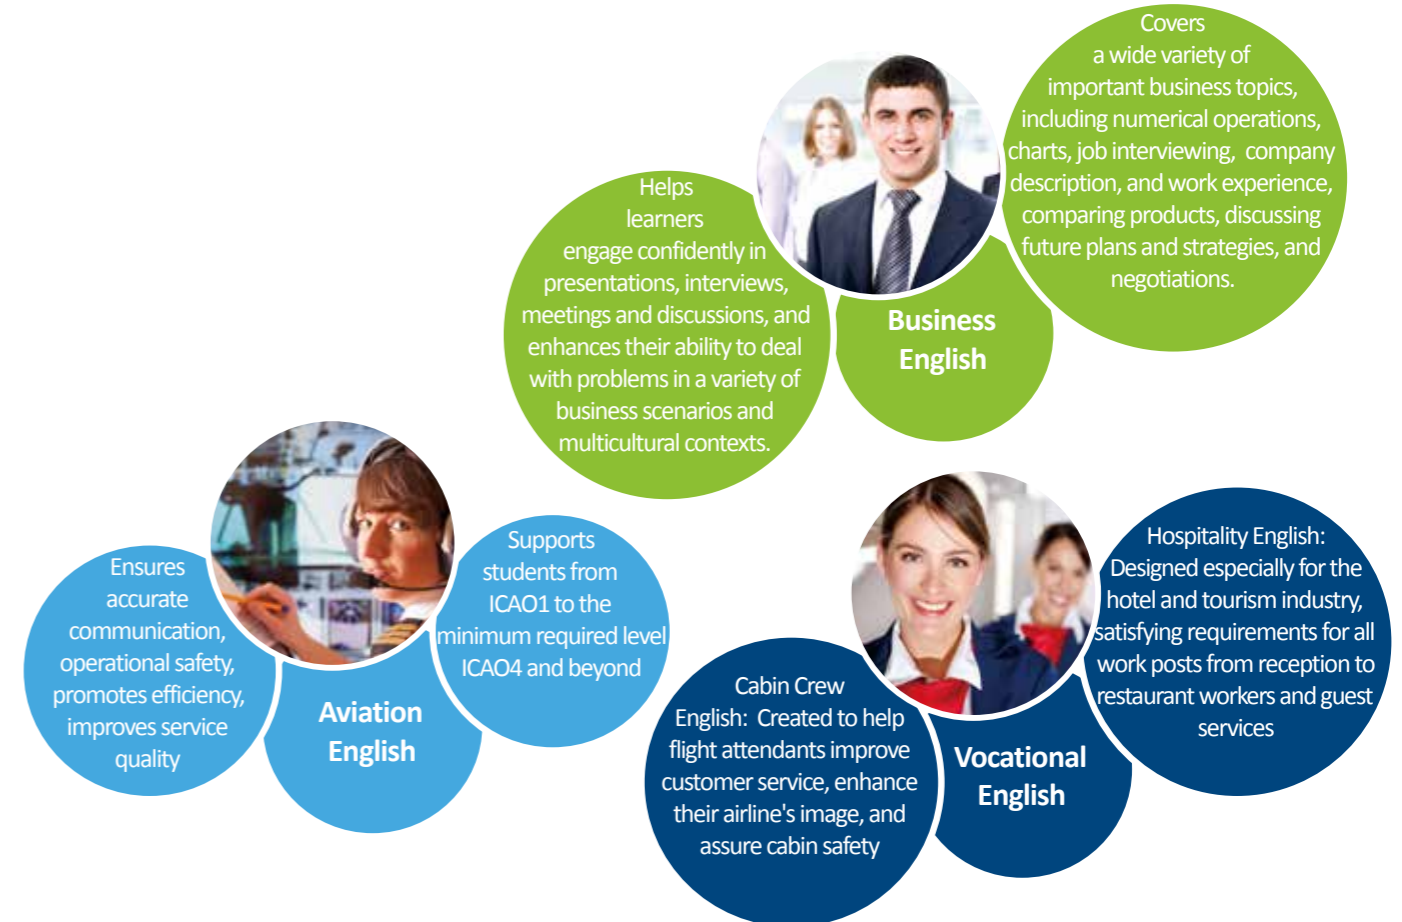 Covers
a wide variety of
important business topics,
including numerical operations,
charts, job interviewing, company
description, and work experience,
comparing products, discussing
future plans and strategies, and
negotiations.
Helps
learners
engage confidently in
presentations, interviews,
meetings and discussions, and
enhances their ability to deal
with problems in a variety of
business scenarios and
multicultural contexts.
Business
English
Ensures
accurate
communication,
operational safety,
promotes efficiency,
improves service
quality
Aviation
English
Supports
students from
ICAO1 to the
minimum required level
ICAO4 and beyond
Cabin Crew
English: Created to help
flight attendants improve
customer service, enhance
their airline's image, and
assure cabin safety
Vocational
English
Hospitality English:
Designed especially for the
hotel and tourism industry,
satisfying requirements for all
work posts from reception to
restaurant workers and guest
services